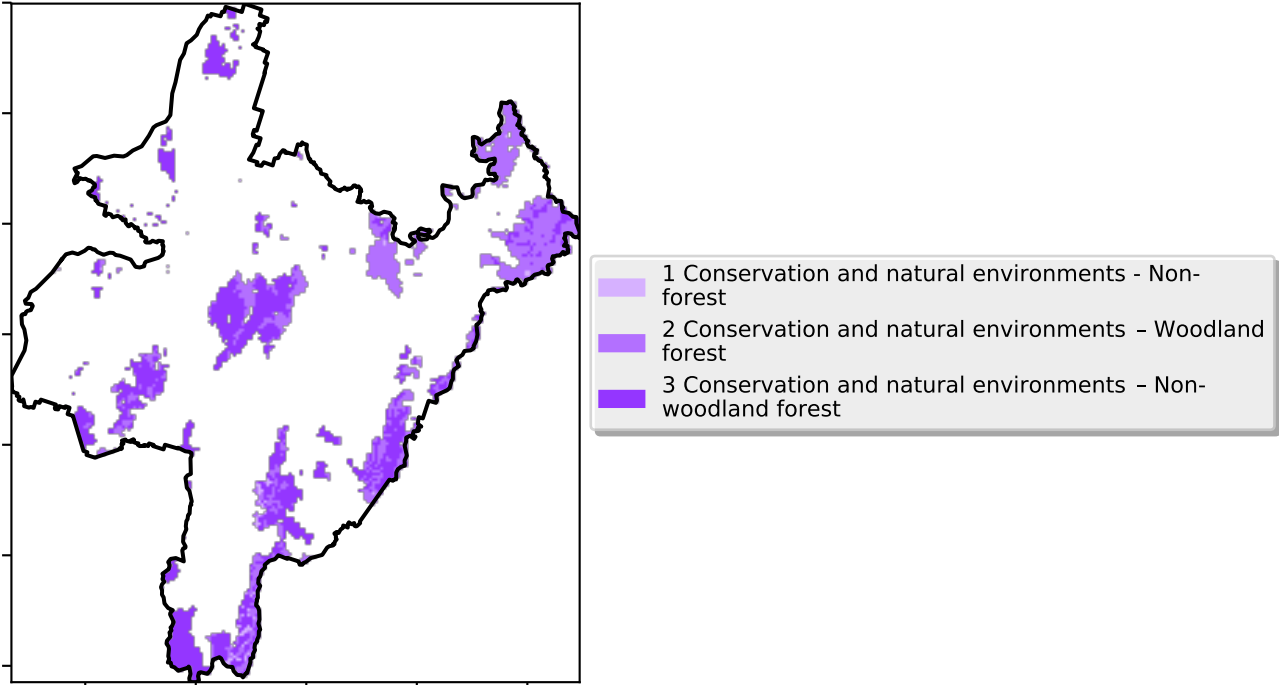 1 Conservation and natural environments - Non-
forest
2 Conservation and natural environments – Woodland
forest
3 Conservation and natural environments – Non-
woodland forest